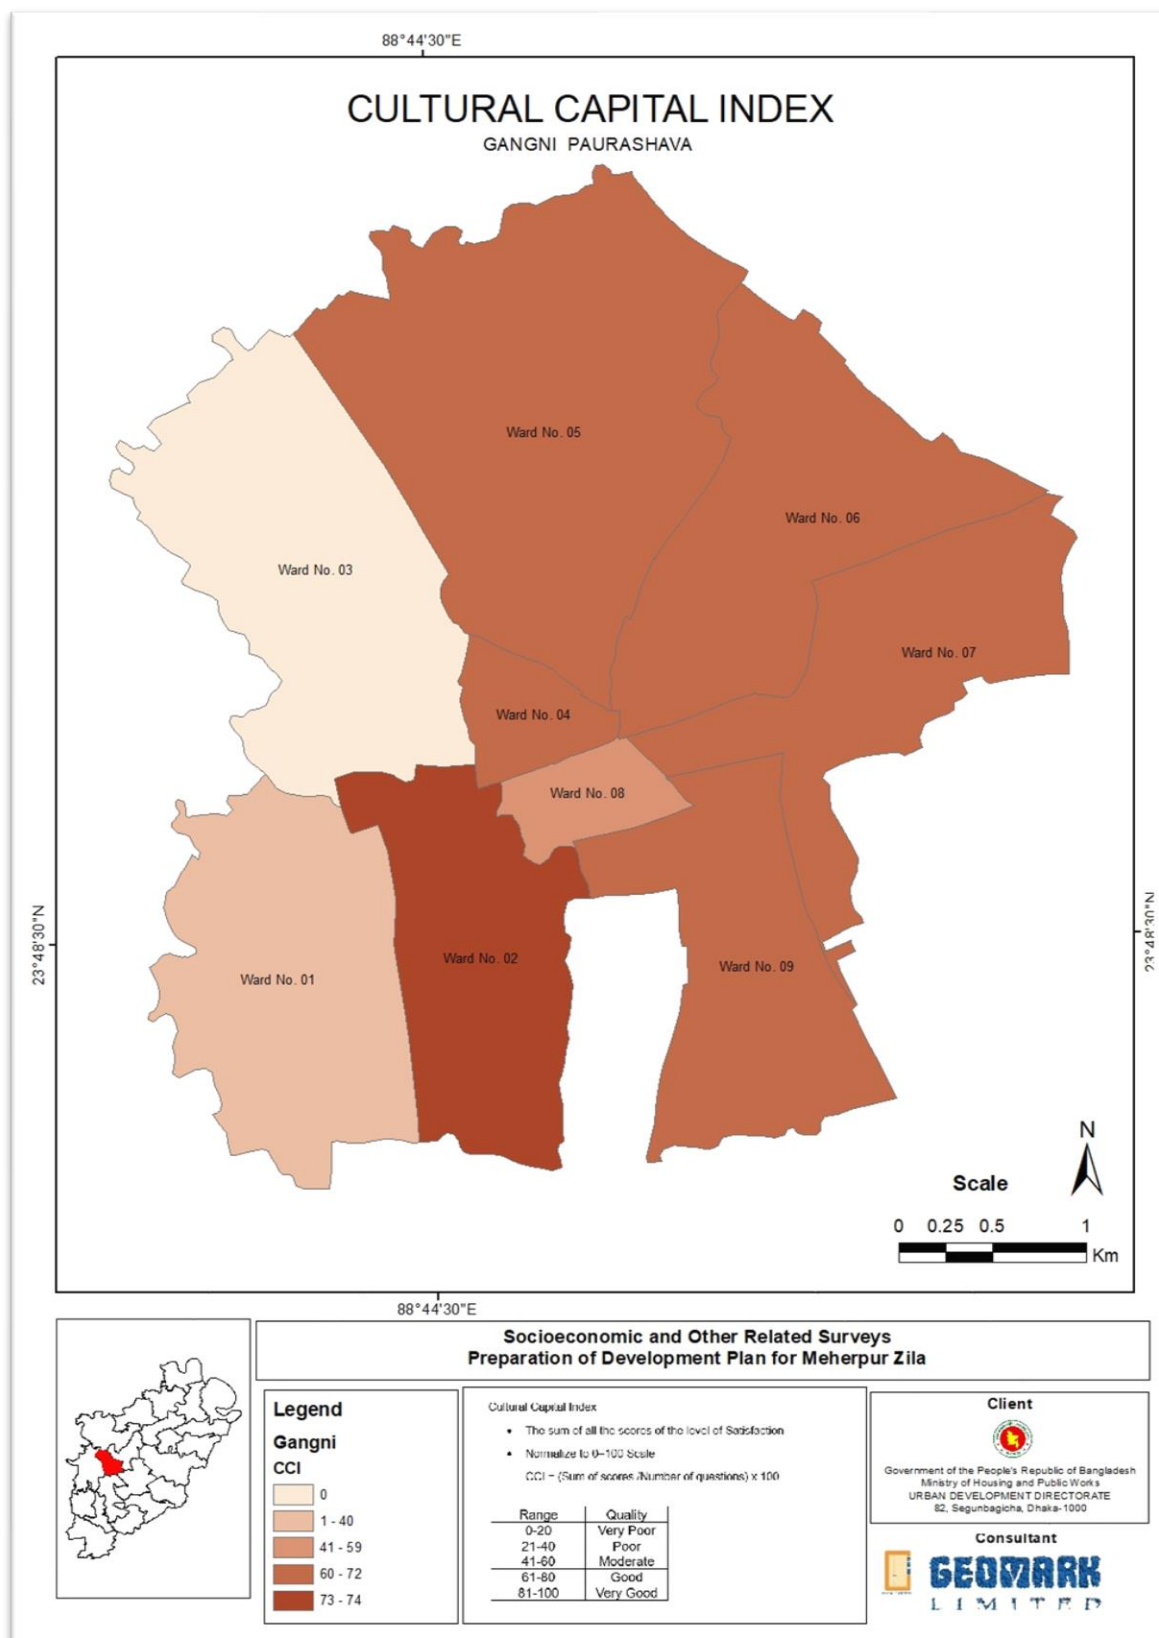 88°44'30"E
CULTURAL CAPITAL INDEX
GANGNI PAURASHAVA
Ward No. 05
Ward No. 06
Ward No. 03
Ward No. 07
Ward No. 04
Ward No. 08
23°48'30"N
23°48'30"N
Ward No. 02
Ward No. 09
Ward No. 01
N
Scale
0 0.25 0.5 1
Km
88°44'30"E
Socioeconomic and Other Related Surveys
Preparation of Development Plan for Meherpur Zila
Legend
Gangni
CCI
0
1 - 40
41 - 59
60 - 72
73 - 74
Cultural Capital Index
• The sum of all the scores of the level of Satisfaction
• Normalize to 0–100 Scale
CCI = (Sum of scores /Number of questions) x 100
Range Quality
0-20 Very Poor
21-40 Poor
41-60 Moderate
61-80 Good
81-100 Very Good
Client
Government of the People's Republic of Bangladesh
Ministry of Housing and Public Works
URBAN DEVELOPMENT DIRECTORATE
82, Segunbagicha, Dhaka-1000
Consultant
GEOMARK
LIMITED